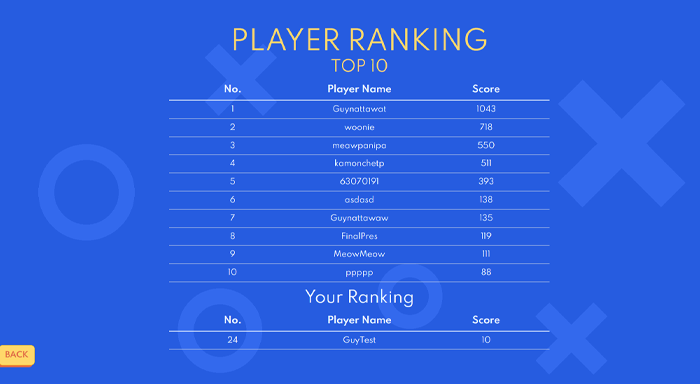 PLAYER RANKING
TOP 10
No. Player Name Score
1 Guynattawat 1043
2 woonie 718
3 meawpanipa 550
4 kamonchetp 511
5 63070191 393
6 asdasd 138
7 Guynattawaw 135
8 FinalPres 119
9 MeowMeow 111
10 ppppp 88
Your Ranking
No. Player Name Score
24 GuyTest 10
BACK